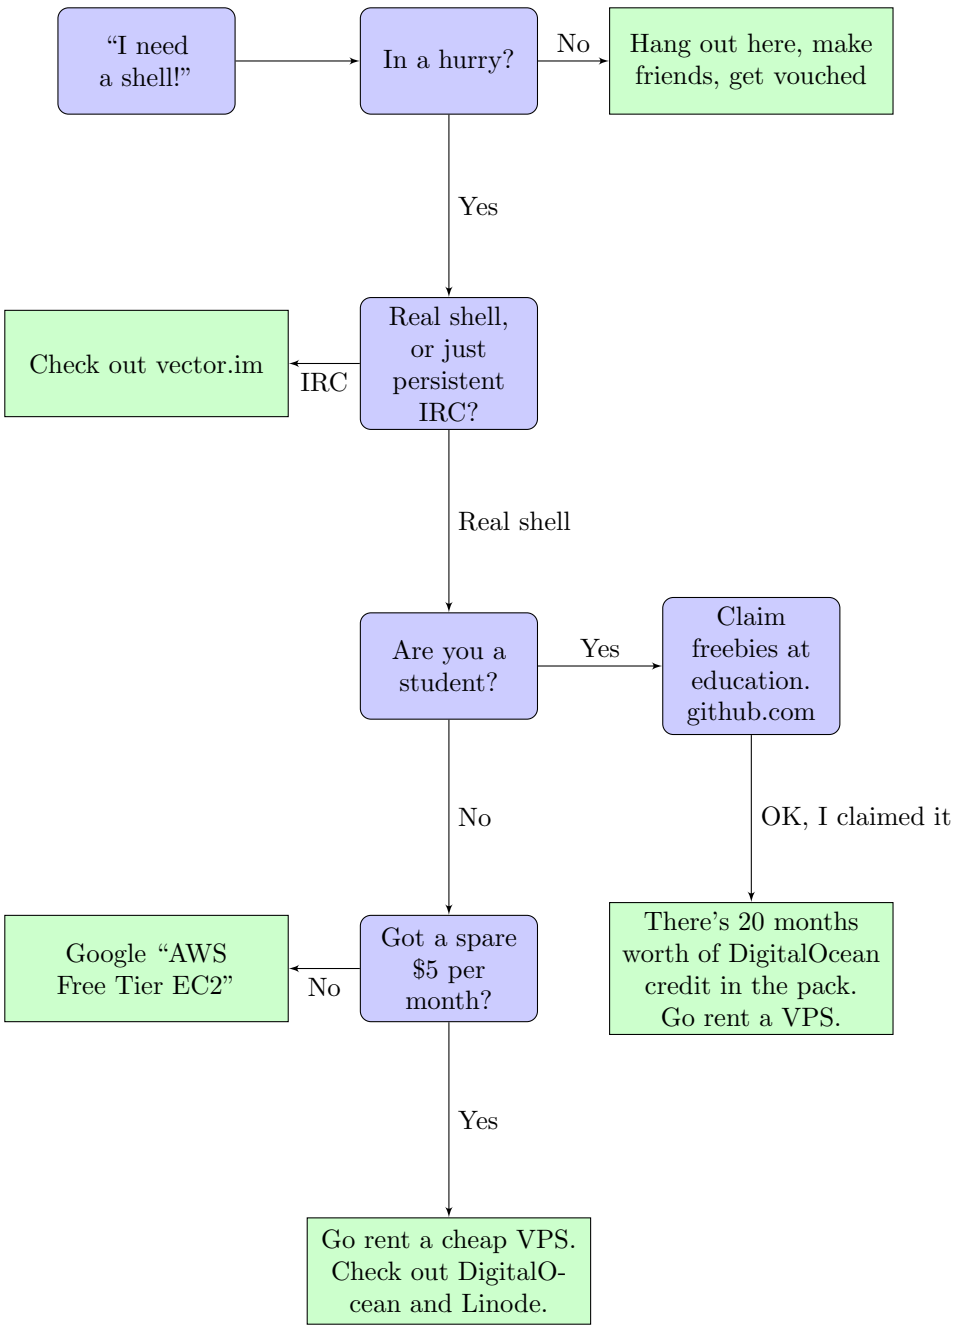 “I need
a shell!”
In a hurry?
No
Hang out here, make
friends, get vouched
Yes
Real shell,
or just
persistent
IRC?
IRC
Check out vector.im
Real shell
Are you a
student?
Yes
Claim
freebies at
education.
github.com
No
OK, I claimed it
Got a spare
$5 per
month?
No
Google “AWS
Free Tier EC2”
There's 20 months
worth of DigitalOcean
credit in the pack.
Go rent a VPS.
Yes
Go rent a cheap VPS.
Check out DigitalO-
cean and Linode.